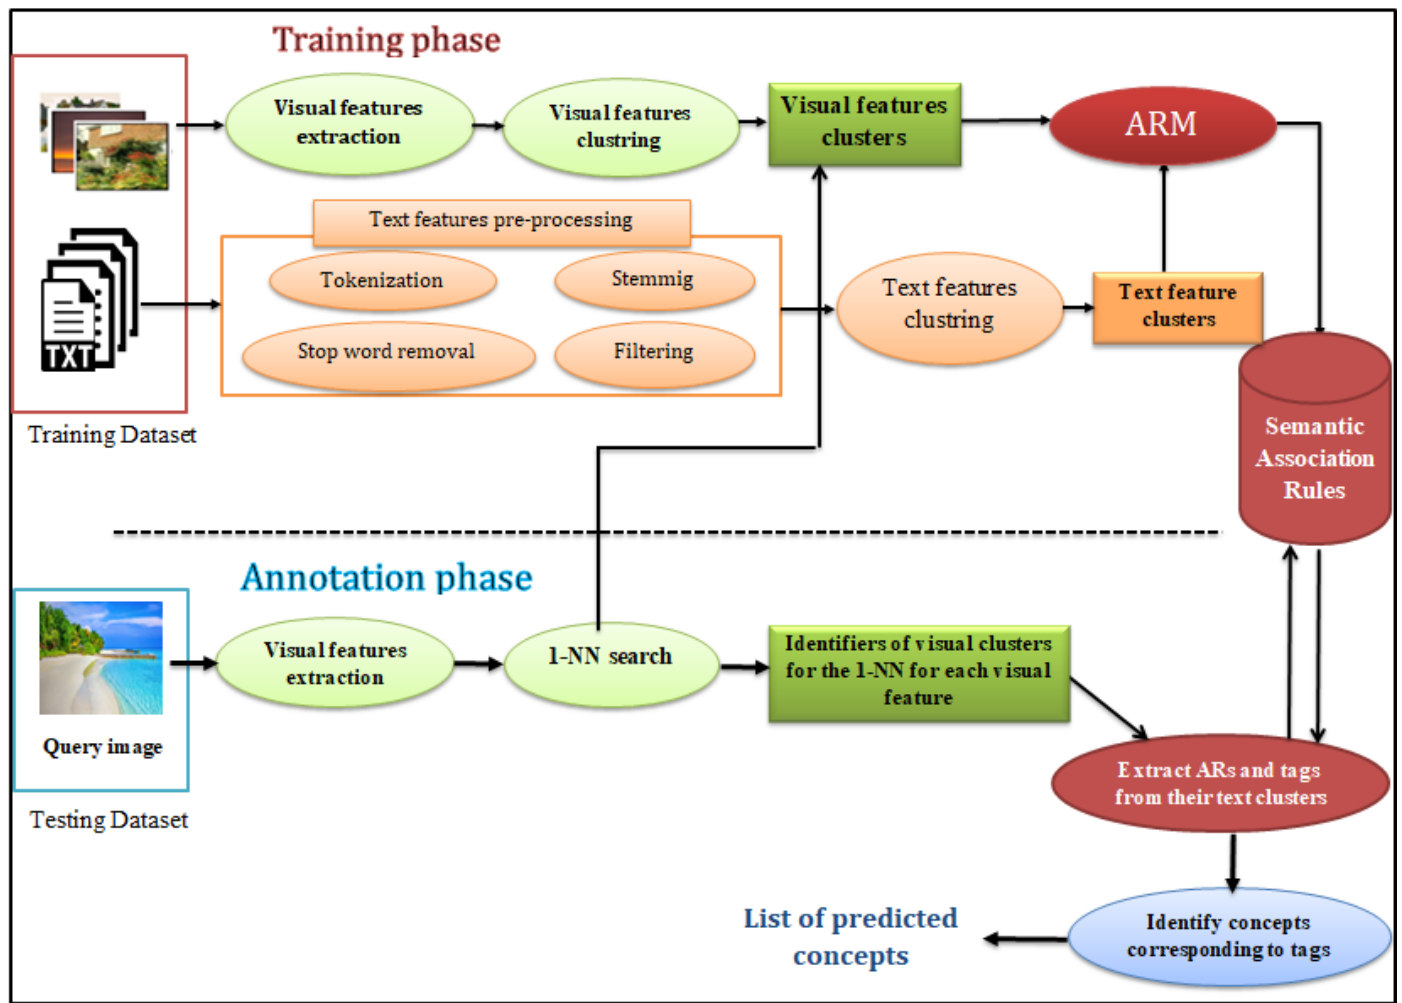 Training phase
Visual features
extraction
Visual features
clustring
Visual features
clusters
ARM
Text features pre-processing
Tokenization
Stemmig
Stop word removal
Filtering
TXT
Text features
clustring
Text feature
clusters
Training Dataset
Semantic
Association
Rules
Annotation phase
Query image
Testing Dataset
Visual features
extraction
1-NN search
Identifiers of visual clusters
for the 1-NN for each visual
feature
Extract ARs and tags
from their text clusters
Identify concepts
corresponding to tags
List of predicted
concepts